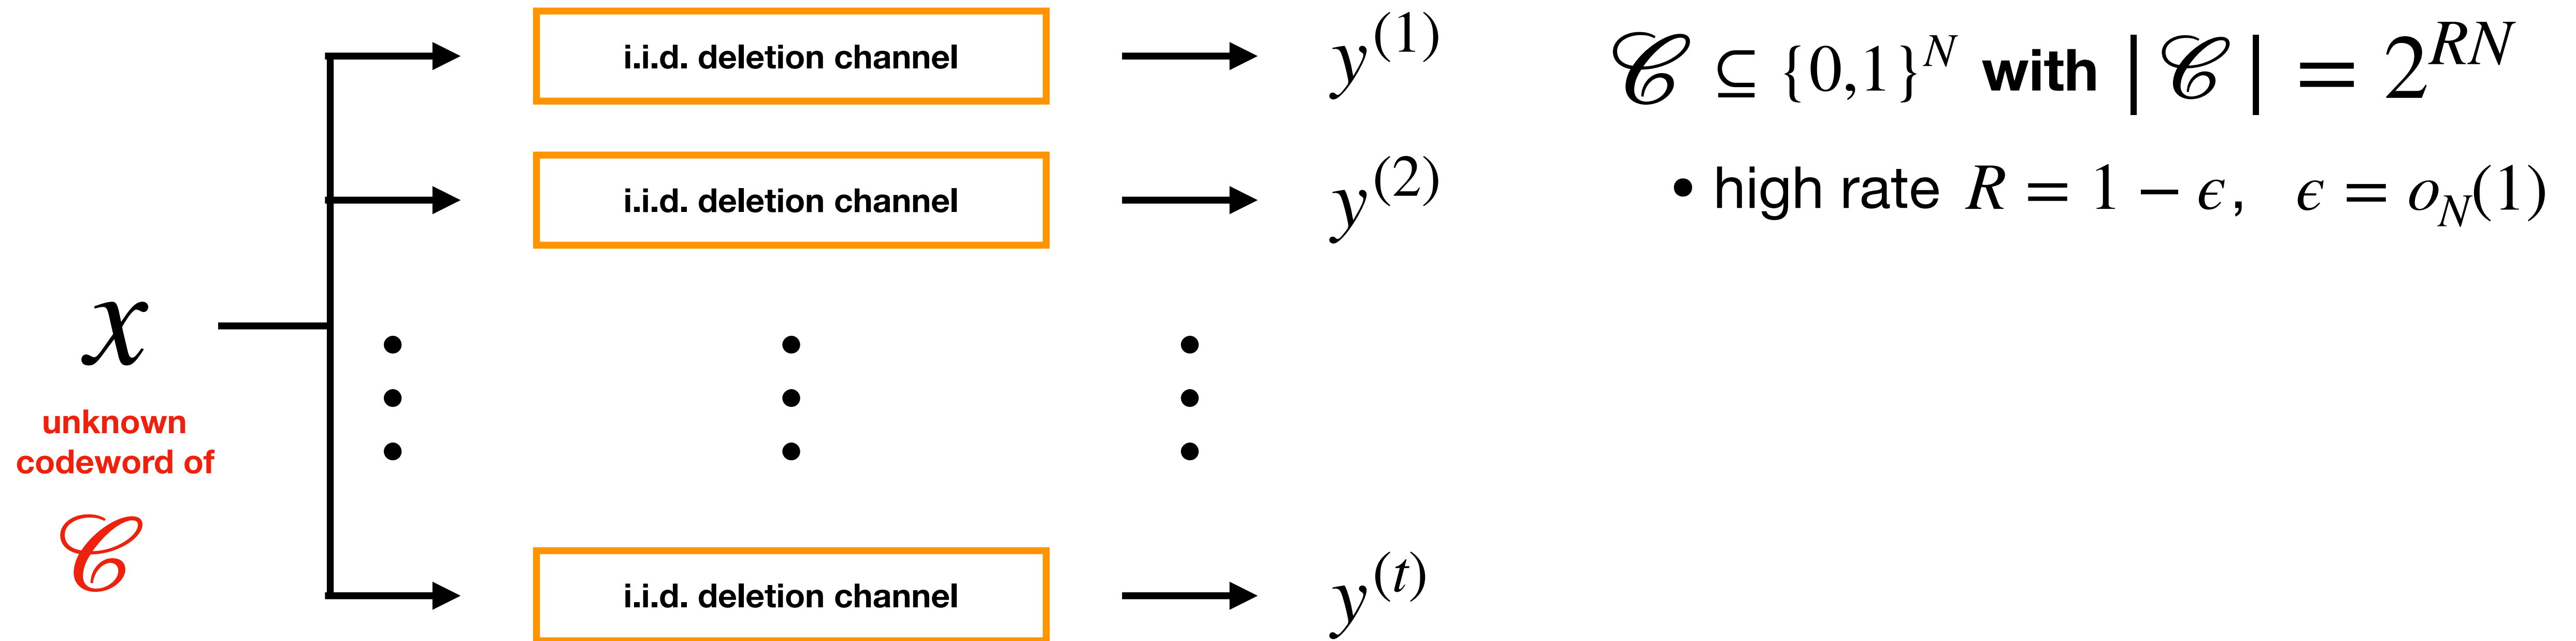 i.i.d. deletion channel
y^{(1)}
i.i.d. deletion channel
y^{(2)}
x
unknown
codeword of
𝒞
i.i.d. deletion channel
y^{(t)}
𝒞 ⊆ {0,1}^N with |𝒞| = 2^{RN}
• high rate R = 1 − ϵ, ϵ = o_N(1)